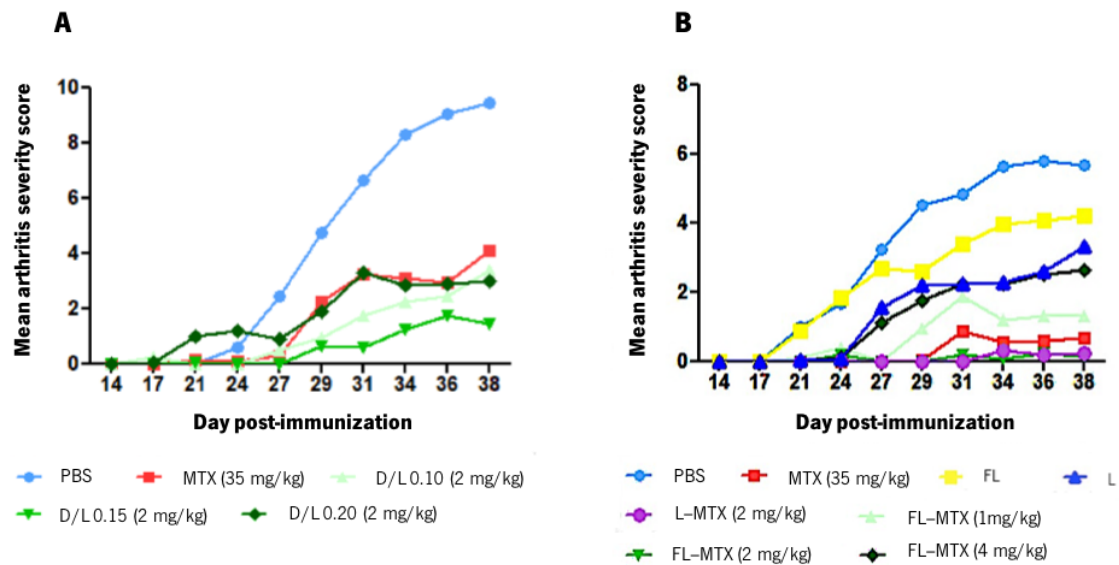 A
B
Mean arthritis severity score
10
8
6
4
2
0
14 17 21 24 27 29 31 34 36 38
Day post-immunization
Mean arthritis severity score
8
6
4
2
0
14 17 21 24 27 29 31 34 36 38
Day post-immunization
PBS MTX (35 mg/kg) D/L 0.10 (2 mg/kg)
D/L 0.15 (2 mg/kg) D/L 0.20 (2 mg/kg)
PBS MTX (35 mg/kg) FL L
L–MTX (2 mg/kg) FL–MTX (1mg/kg)
FL–MTX (2 mg/kg) FL–MTX (4 mg/kg)